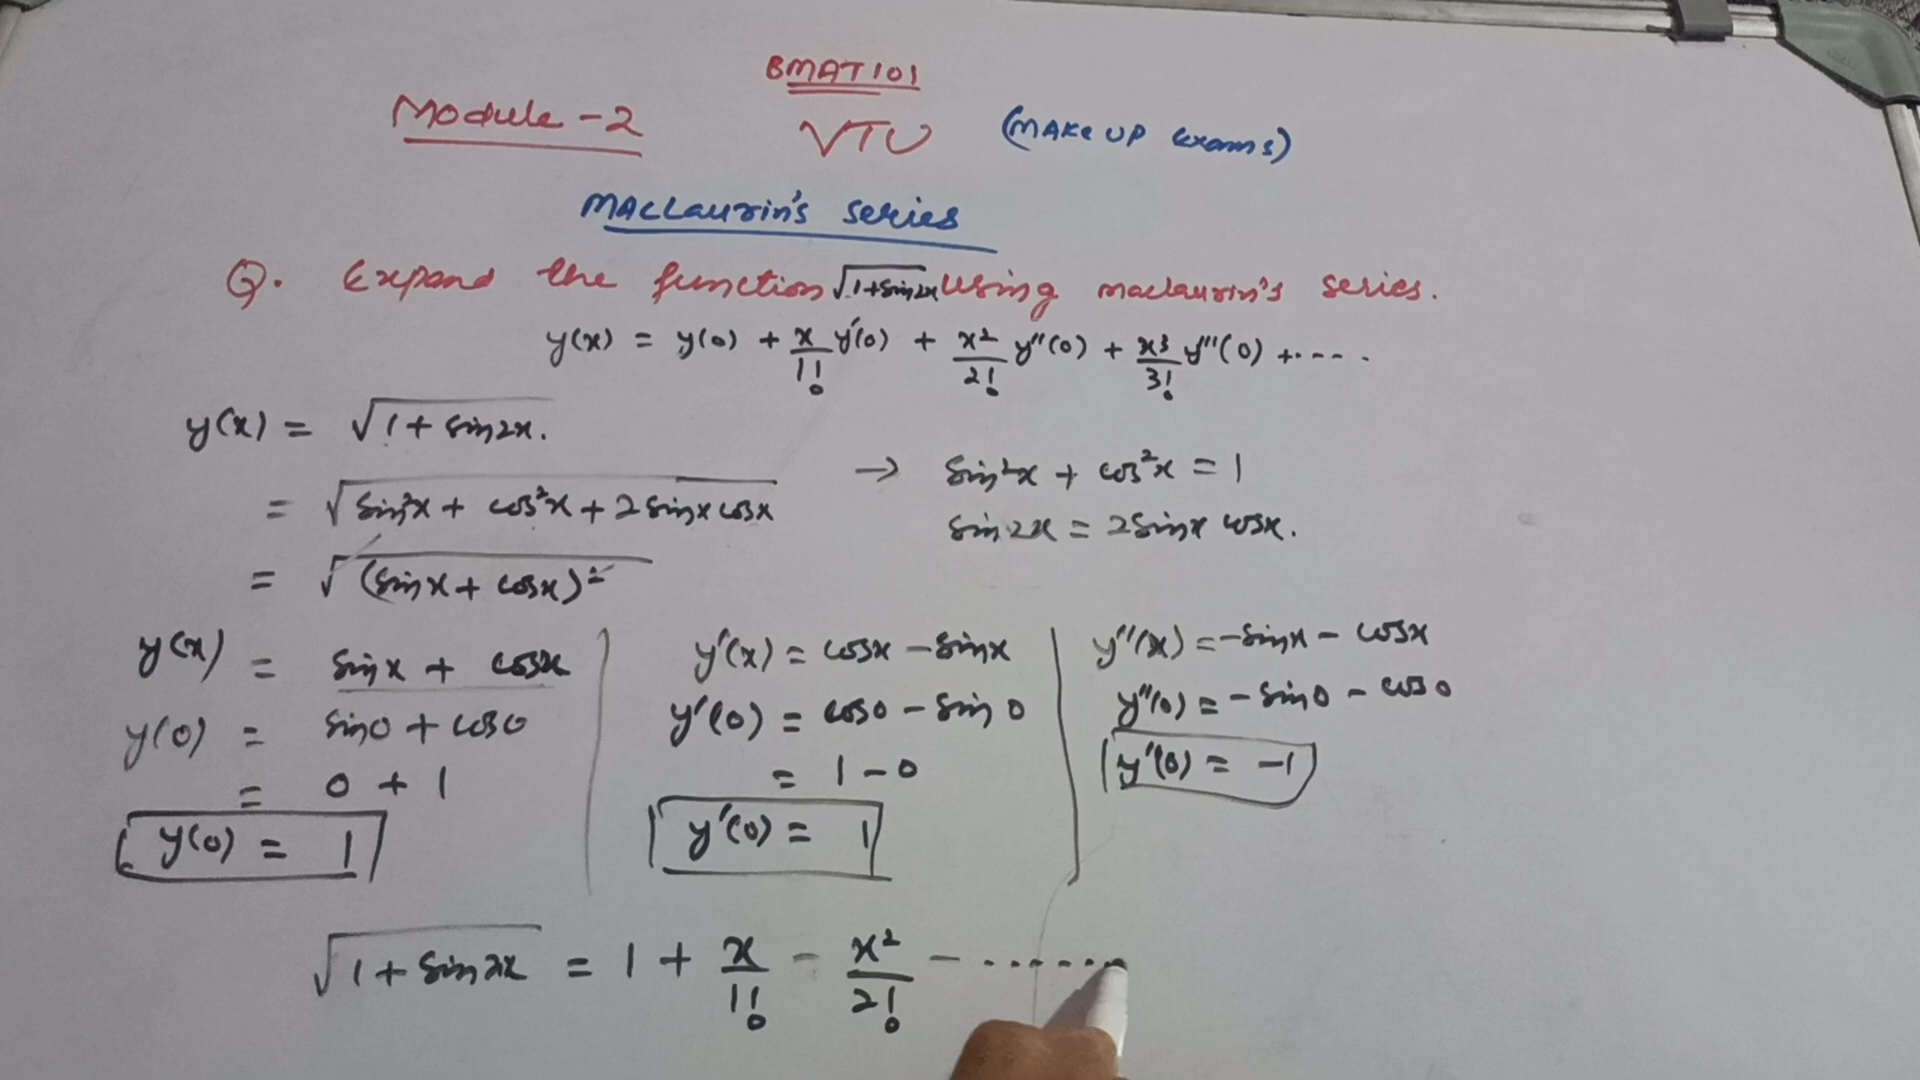 BMAT101
Module-2 VTU (MAKE UP Exams)
MACLaurin's series
Q. Expand the function √1+sin2x using maclaurin's series.
y(x) = y(0) + x/1! y'(0) + x²/2! y''(0) + x³/3! y'''(0) + ....
y(x) = √1+sin2x.
= √sin²x + cos²x + 2sinx cosx → sin²x + cos²x = 1
sin2x = 2sinx cosx.
= √(sinx + cosx)²
y(x) = sinx + cosx
y(0) = sin0 + cos0
= 0 + 1
y(0) = 1
y'(x) = cosx - sinx
y'(0) = cos0 - sin0
= 1 - 0
y'(0) = 1
y''(x) = -sinx - cosx
y''(0) = -sin0 - cos0
y''(0) = -1
√1+sin2x = 1 + x/1! - x²/2! - .......